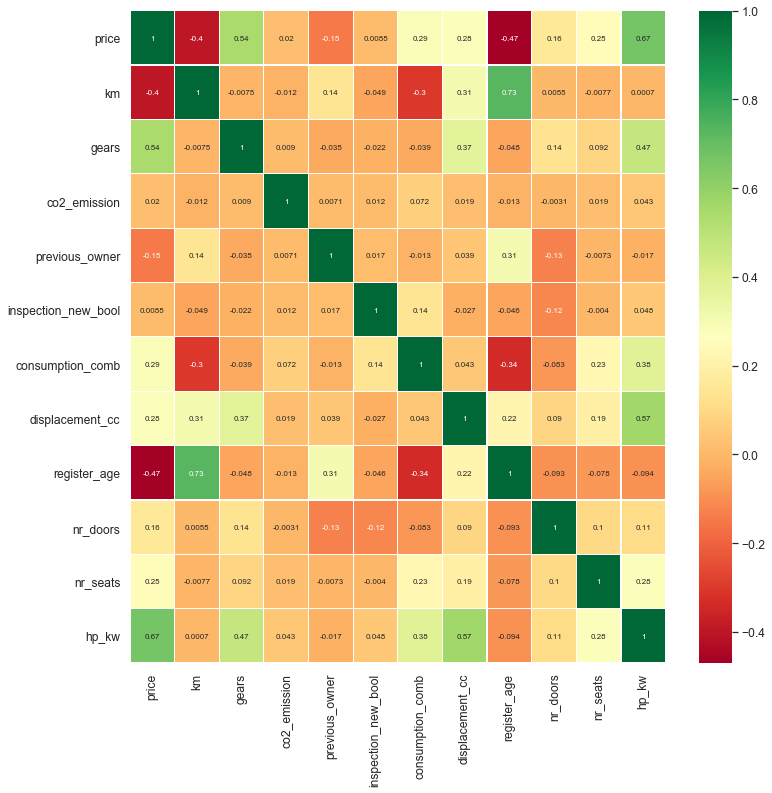 price 1 -0.4 0.54 0.02 -0.15 0.0085 0.29 0.28 -0.47 0.16 0.25 0.67
km -0.4 1 -0.0075 -0.012 0.14 -0.049 -0.3 0.31 0.73 0.0055 -0.0077 0.0007
gears 0.54 -0.0075 1 0.009 -0.035 -0.022 -0.039 0.37 -0.048 0.14 0.092 0.47
co2_emission 0.02 -0.012 0.009 1 0.0071 0.012 0.072 0.019 -0.013 -0.0031 0.019 0.043
previous_owner -0.15 0.14 -0.035 0.0071 1 0.017 -0.013 0.039 0.31 -0.13 -0.0073 -0.017
inspection_new_bool 0.0085 -0.049 -0.022 0.012 0.017 1 0.14 -0.027 -0.046 -0.12 -0.004 0.048
consumption_comb 0.29 -0.3 -0.039 0.072 -0.013 0.14 1 0.043 -0.34 -0.083 0.23 0.38
displacement_cc 0.28 0.31 0.37 0.019 0.039 -0.027 0.043 1 0.22 0.09 0.19 0.57
register_age -0.47 0.73 -0.048 -0.013 0.31 -0.046 -0.34 0.22 1 -0.093 -0.078 -0.094
nr_doors 0.16 0.0055 0.14 -0.0031 -0.13 -0.12 -0.083 0.09 -0.093 1 0.1 0.11
nr_seats 0.25 -0.0077 0.092 0.019 -0.0073 -0.004 0.23 0.19 -0.078 0.1 1 0.28
hp_kw 0.67 0.0007 0.47 0.043 -0.017 0.048 0.38 0.57 -0.094 0.11 0.28 1
price km gears co2_emission previous_owner inspection_new_bool consumption_comb displacement_cc register_age nr_doors nr_seats hp_kw
1.0
0.8
0.6
0.4
0.2
0.0
−0.2
−0.4